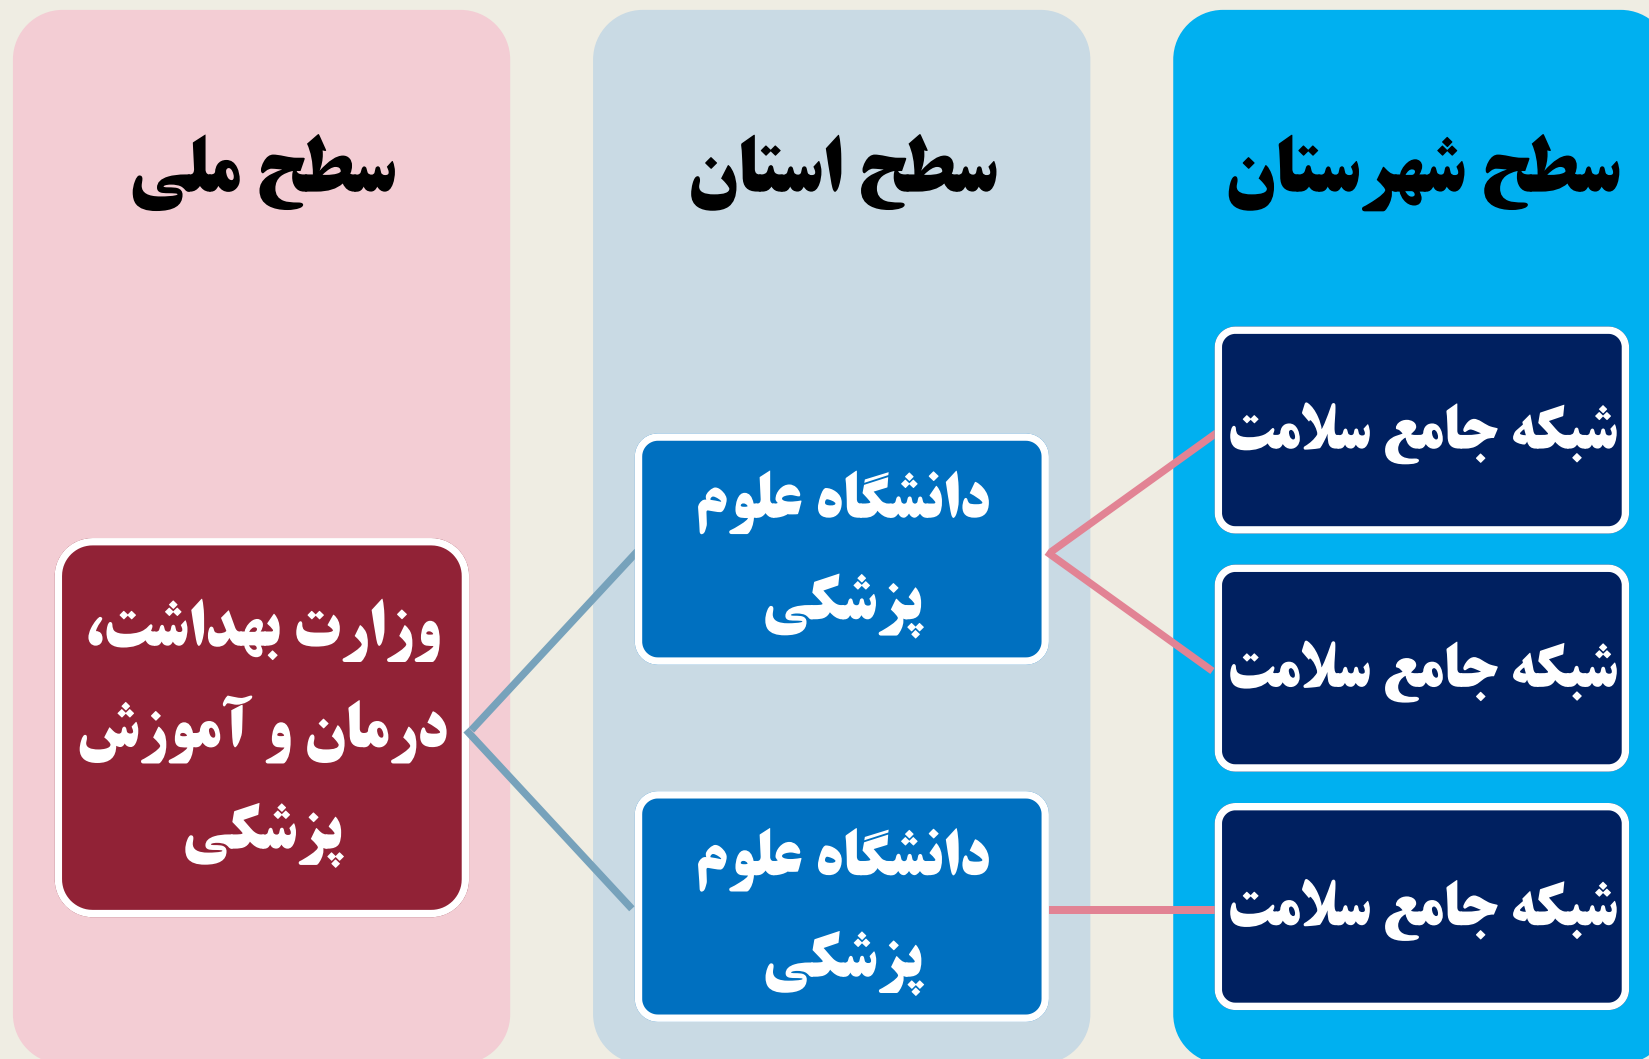 سطح ملی
سطح استان
سطح شهرستان
وزارت بهداشت،
درمان و آموزش
پزشکی
دانشگاه علوم
پزشکی
دانشگاه علوم
پزشکی
شبکه جامع سلامت
شبکه جامع سلامت
شبکه جامع سلامت